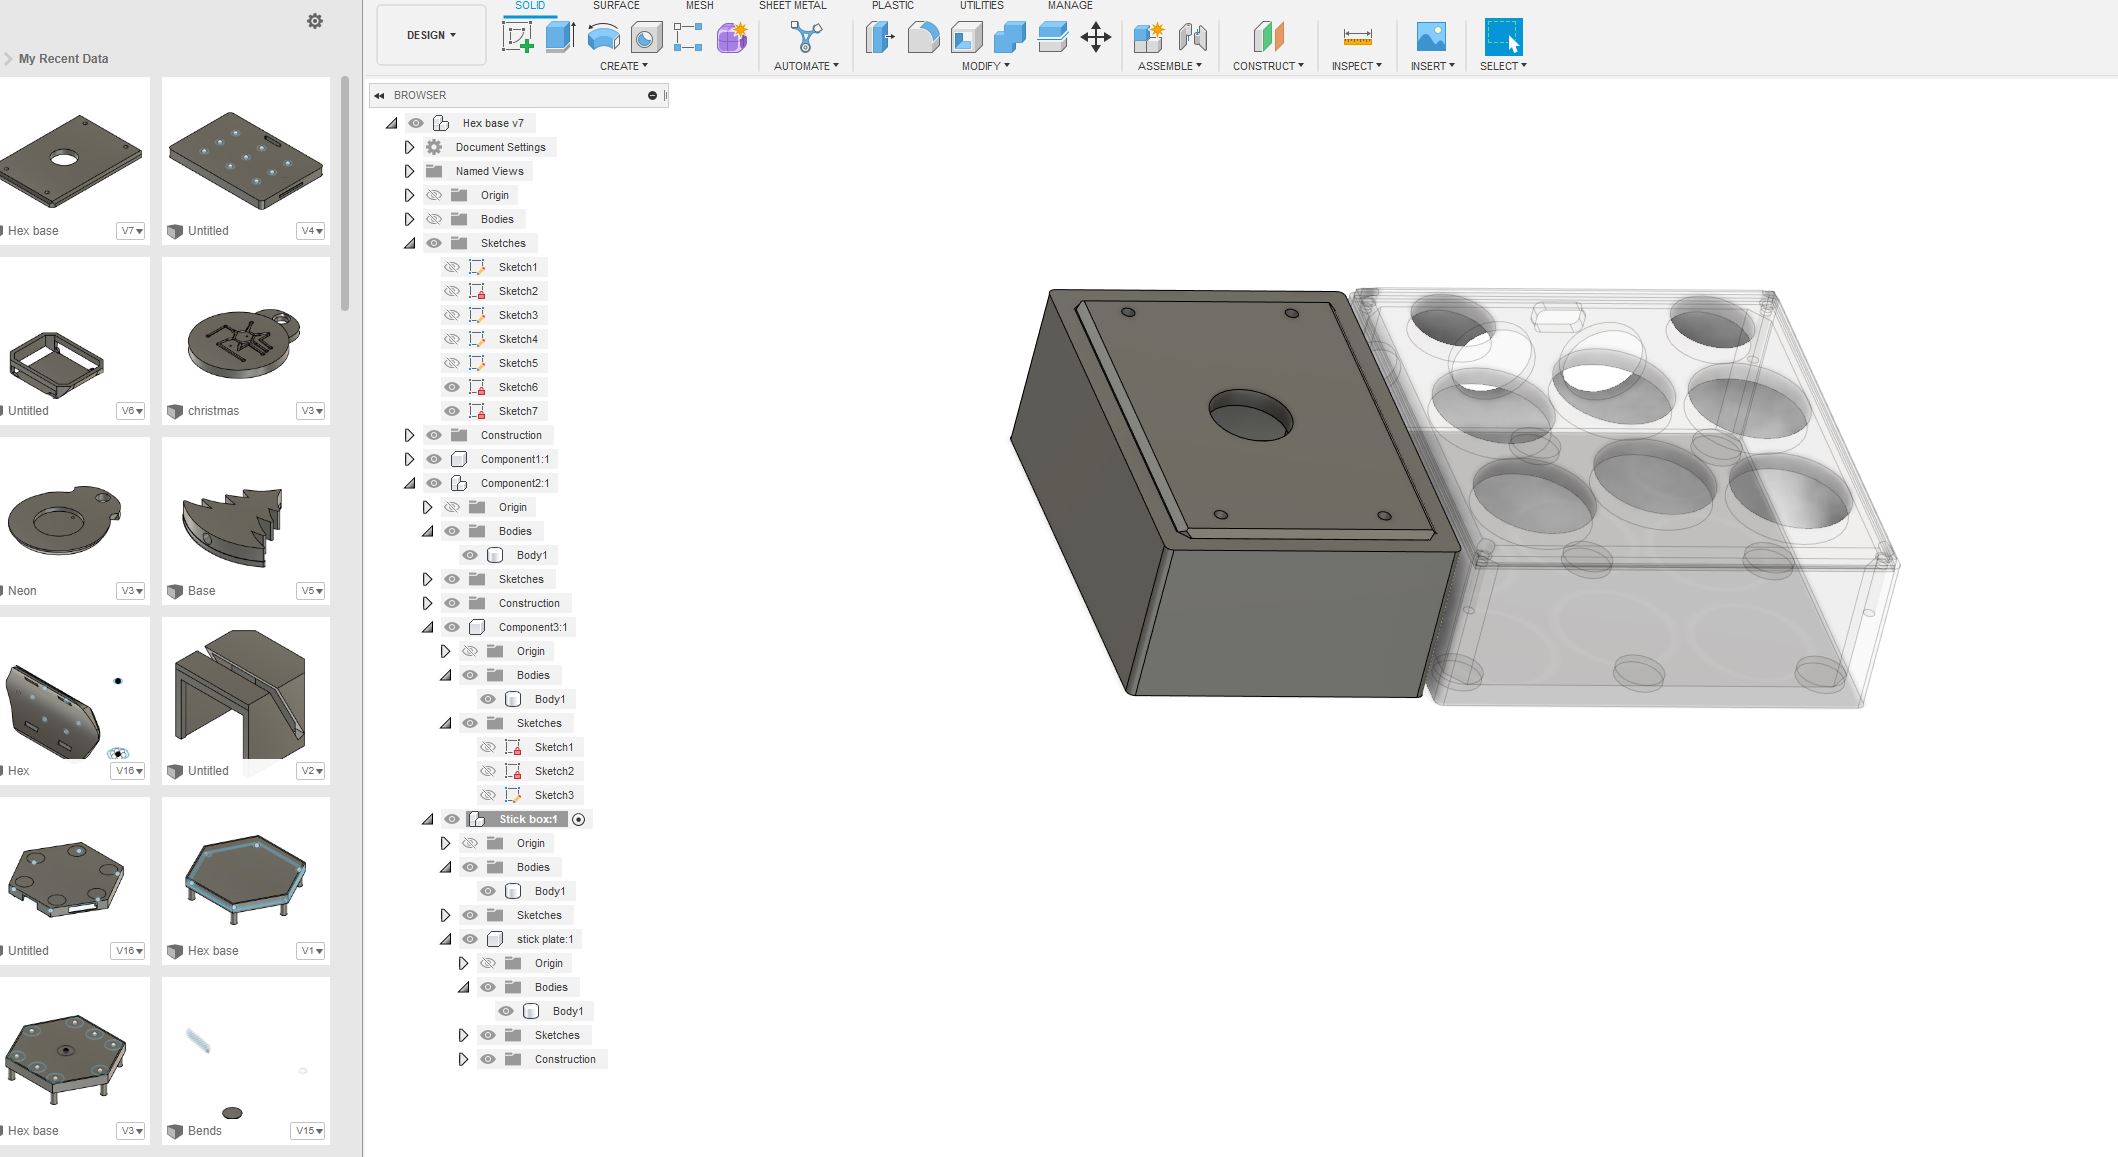 SOLID SURFACE MESH SHEET METAL PLASTIC UTILITIES MANAGE
DESIGN
CREATE AUTOMATE MODIFY ASSEMBLE CONSTRUCT INSPECT INSERT SELECT
My Recent Data
Hex base V7
Untitled V4
Untitled V6
christmas V3
Neon V3
Base V5
Hex V16
Untitled V2
Untitled V16
Hex base V1
Hex base V3
Bends V15
BROWSER
Hex base v7
Document Settings
Named Views
Origin
Bodies
Sketches
Sketch1
Sketch2
Sketch3
Sketch4
Sketch5
Sketch6
Sketch7
Construction
Component1:1
Component2:1
Origin
Bodies
Body1
Sketches
Construction
Component3:1
Origin
Bodies
Body1
Sketches
Sketch1
Sketch2
Sketch3
Stick box:1
Origin
Bodies
Body1
Sketches
stick plate:1
Origin
Bodies
Body1
Sketches
Construction